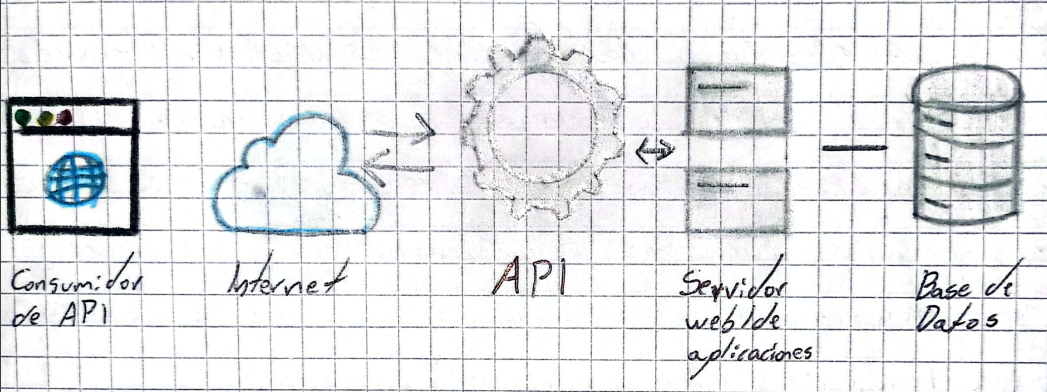 Consumidor
de API
Internet
API
Servidor
web/de
aplicaciones
Base de
Datos